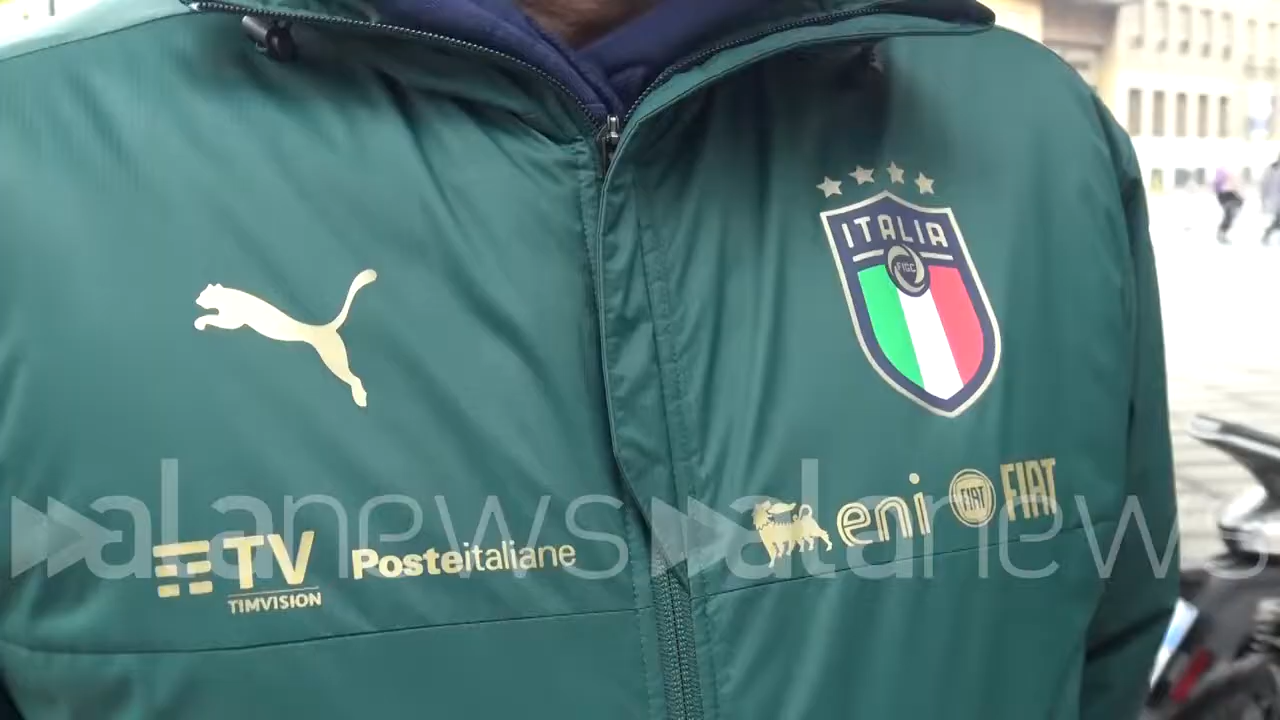 ITALIA
FIGC
eni FIAT FIAT
TV Posteitaliane
TIMVISION
alanews alanews